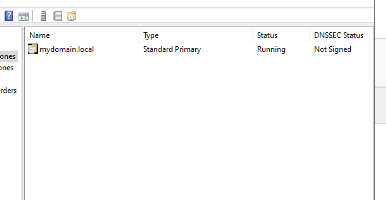 Name Type Status DNSSEC Status
ones
mydomain.local Standard Primary Running Not Signed
ones
rders